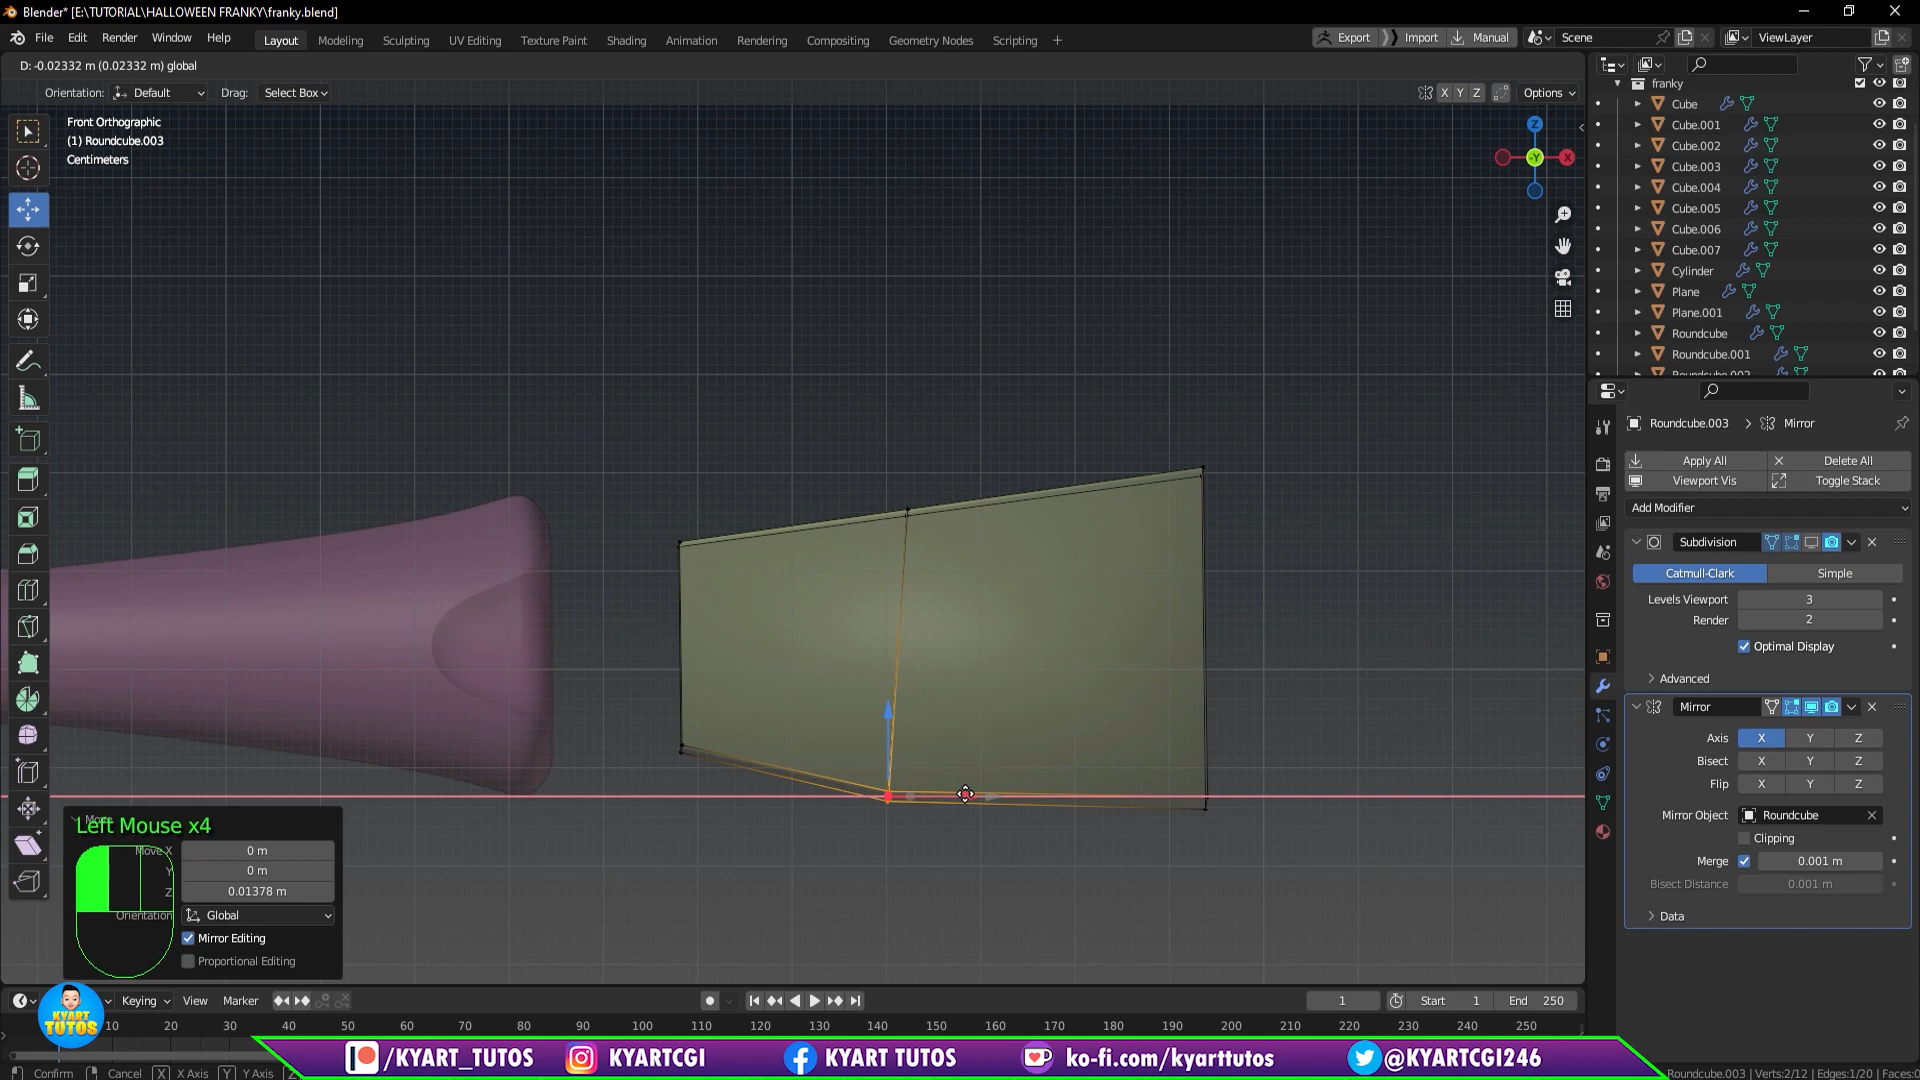 Blender* [E:\TUTORIAL\HALLOWEEN FRANKY\franky.blend]
File Edit Render Window Help Layout Modeling Sculpting UV Editing Texture Paint Shading Animation Rendering Compositing Geometry Nodes Scripting + Export Import Manual Scene ViewLayer
D: -0.02332 m (0.02332 m) global
Orientation: Default Drag: Select Box X Y Z Options
Front Orthographic
(1) Roundcube.003
Centimeters
Z
-Y
X
franky
Cube
Cube.001
Cube.002
Cube.003
Cube.004
Cube.005
Cube.006
Cube.007
Cylinder
Plane
Plane.001
Roundcube
Roundcube.001
Roundcube.002
Roundcube.003 > Mirror
Apply All Delete All
Viewport Vis Toggle Stack
Add Modifier
Subdivision
Catmull-Clark Simple
Levels Viewport 3
Render 2
Optimal Display
Advanced
Mirror
Axis X Y Z
Bisect X Y Z
Flip X Y Z
Mirror Object Roundcube
Clipping
Merge 0.001 m
Bisect Distance 0.001 m
Data
Move
Left Mouse x4
Move X 0 m
Y 0 m
Z 0.01378 m
Orientation Global
Mirror Editing
Proportional Editing
Keying View Marker 1 Start 1 End 250
10 20 30 40 50 60 70 80 90 100 110 120 130 140 150 160 170 180 190 200 210 220 230 240 250
KYART
TUTOS
/KYART_TUTOS KYARTCGI KYART TUTOS ko-fi.com/kyarttutos @KYARTCGI246
Confirm Cancel X X Axis Y Y Axis Z
Roundcube.003 | Verts:2/12 | Edges:1/20 | Faces:0